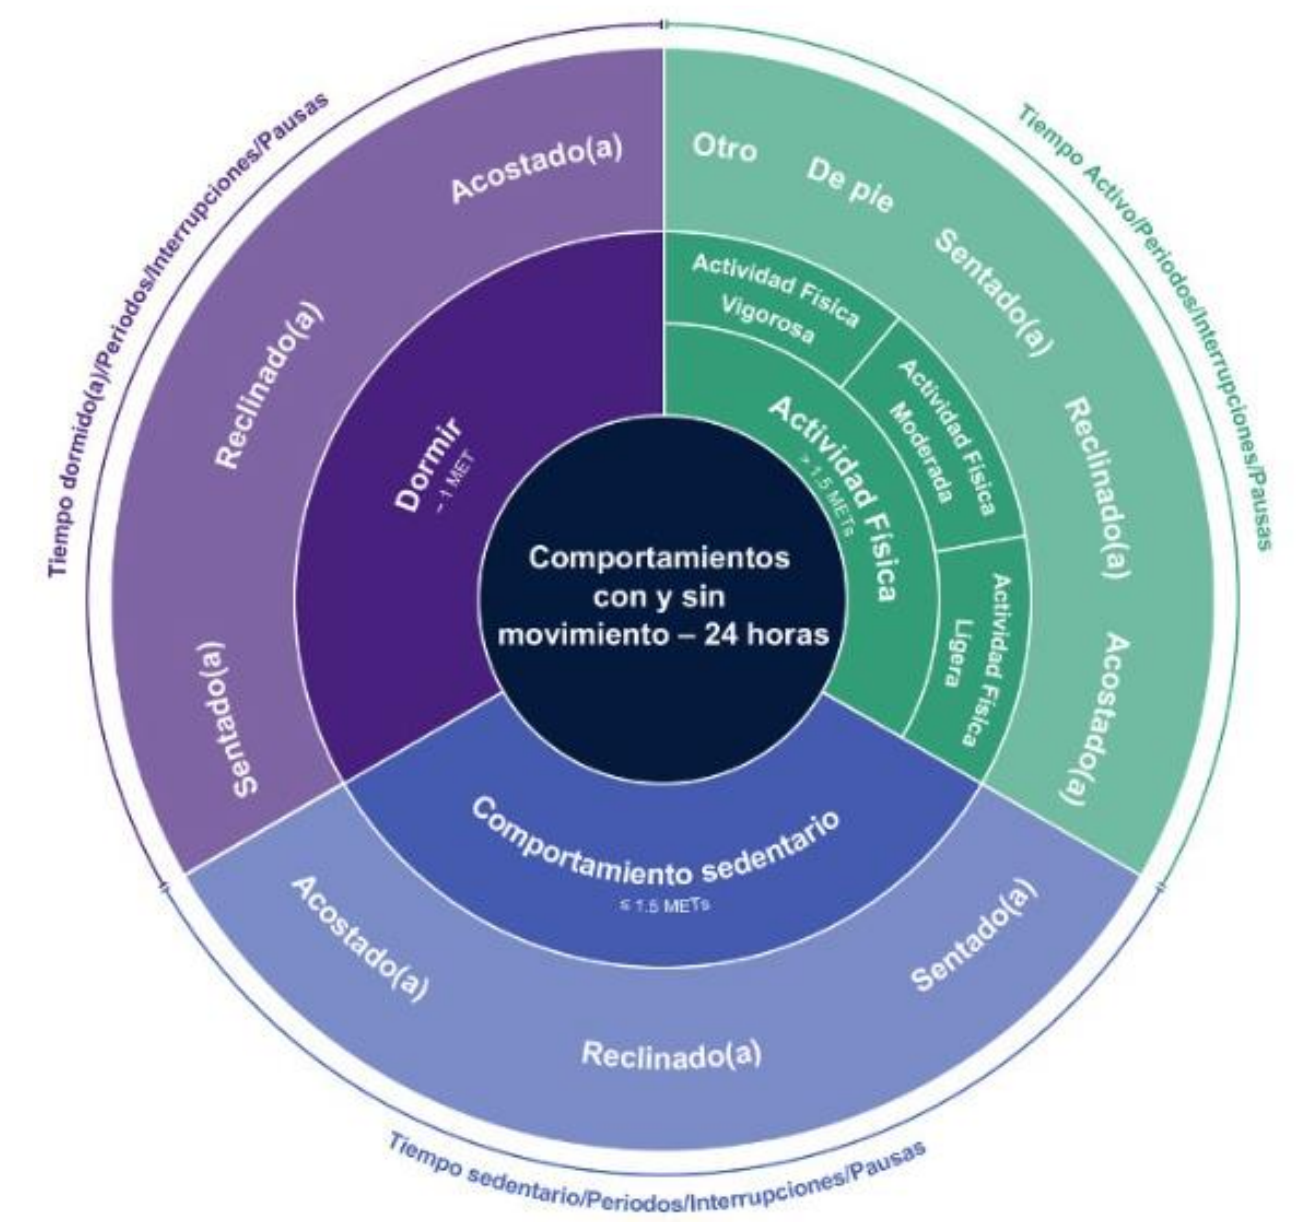 Comportamientos
con y sin
movimiento – 24 horas
Dormir
~ 1 MET
Acostado(a)
Reclinado(a)
Sentado(a)
Tiempo dormido(a)/Periodos/Interrupciones/Pausas
Actividad Física
> 1.5 METs
Actividad Física
Vigorosa
Actividad Física
Moderada
Actividad Física
Ligera
Otro
De pie
Sentado(a)
Reclinado(a)
Acostado(a)
Tiempo Activo/Periodos/Interrupciones/Pausas
Comportamiento sedentario
≤ 1.5 METs
Acostado(a)
Reclinado(a)
Sentado(a)
Tiempo sedentario/Periodos/Interrupciones/Pausas